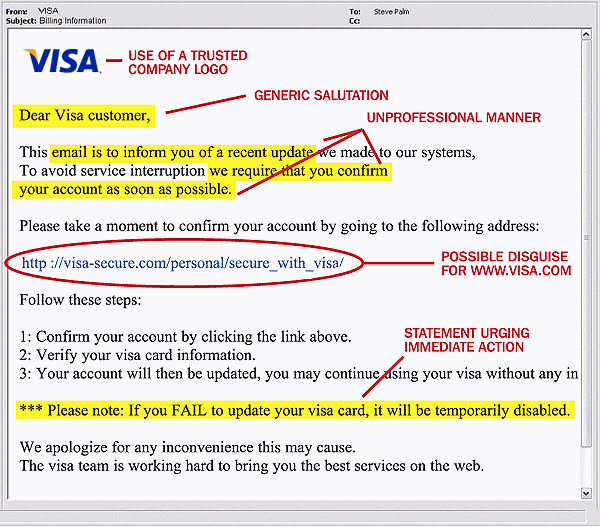 From: VISA To: Steve Palm
Subject: Billing Information Cc:
VISA USE OF A TRUSTED
COMPANY LOGO
GENERIC SALUTATION
Dear Visa customer,
UNPROFESSIONAL MANNER
This email is to inform you of a recent update we made to our systems,
To avoid service interruption we require that you confirm
your account as soon as possible.
Please take a moment to confirm your account by going to the following address:
http ://visa-secure.com/personal/secure_with_visa/
POSSIBLE DISGUISE
FOR WWW.VISA.COM
Follow these steps:
STATEMENT URGING
IMMEDIATE ACTION
1: Confirm your account by clicking the link above.
2: Verify your visa card information.
3: Your account will then be updated, you may continue using your visa without any in
*** Please note: If you FAIL to update your visa card, it will be temporarily disabled.
We apologize for any inconvenience this may cause.
The visa team is working hard to bring you the best services on the web.